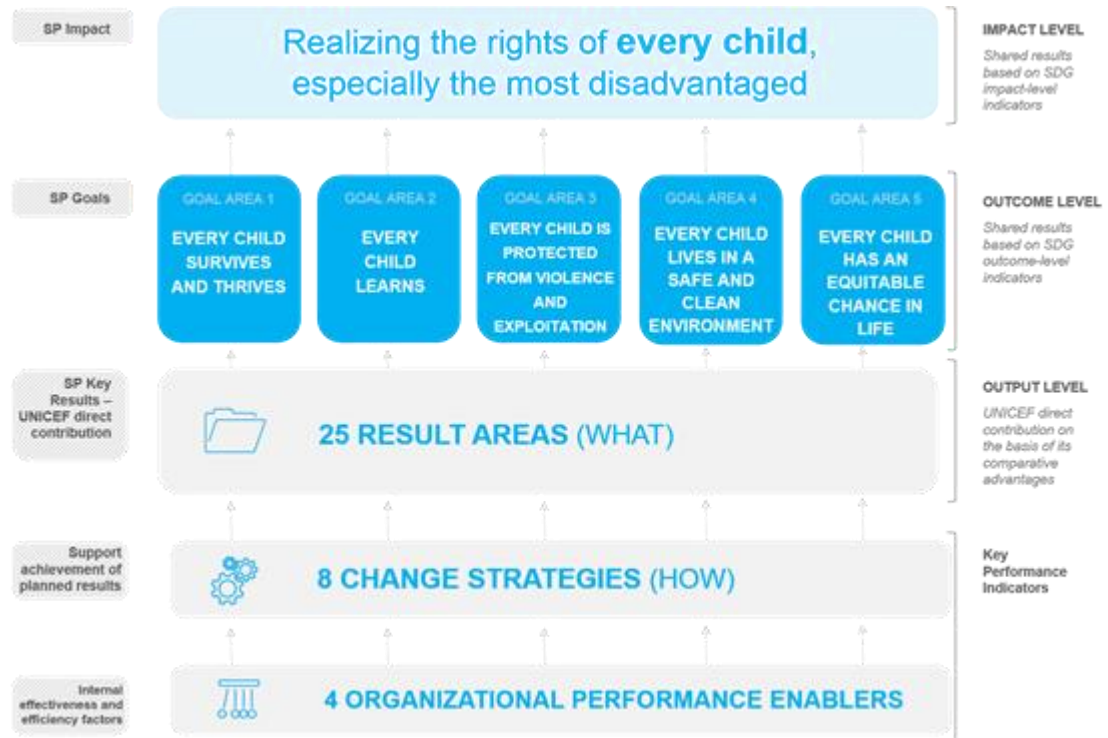 SP Impact
Realizing the rights of every child,
especially the most disadvantaged
IMPACT LEVEL
Shared results
based on SDG
impact-level
indicators
SP Goals
GOAL AREA 1
EVERY CHILD
SURVIVES
AND THRIVES
GOAL AREA 2
EVERY
CHILD
LEARNS
GOAL AREA 3
EVERY CHILD IS
PROTECTED
FROM VIOLENCE
AND
EXPLOITATION
GOAL AREA 4
EVERY CHILD
LIVES IN A
SAFE AND
CLEAN
ENVIRONMENT
GOAL AREA 5
EVERY CHILD
HAS AN
EQUITABLE
CHANCE IN
LIFE
OUTCOME LEVEL
Shared results
based on SDG
outcome-level
indicators
SP Key
Results –
UNICEF direct
contribution
25 RESULT AREAS (WHAT)
OUTPUT LEVEL
UNICEF direct
contribution on
the basis of its
comparative
advantages
Support
achievement of
planned results
8 CHANGE STRATEGIES (HOW)
Key
Performance
Indicators
Internal
effectiveness and
efficiency factors
4 ORGANIZATIONAL PERFORMANCE ENABLERS